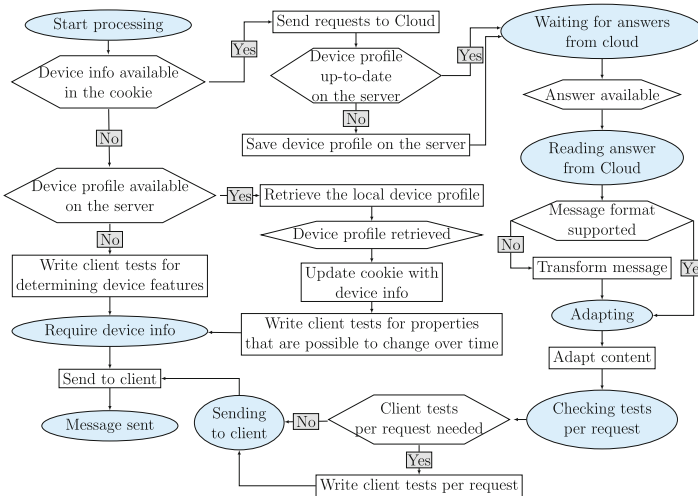 Start processing
Send requests to Cloud
Waiting for answers
from cloud
Yes
Device info available
in the cookie
Device profile
up-to-date
on the server
Yes
Answer available
No
No
Save device profile on the server
Reading answer
from Cloud
Device profile available
on the server
Yes
Retrieve the local device profile
Message format
supported
No
Device profile retrieved
No
Yes
Write client tests for
determining device features
Update cookie with
device info
Transform message
Require device info
Write client tests for properties
that are possible to change over time
Adapting
Adapt content
Send to client
Message sent
Sending
to client
No
Client tests
per request needed
Checking tests
per request
Yes
Write client tests per request